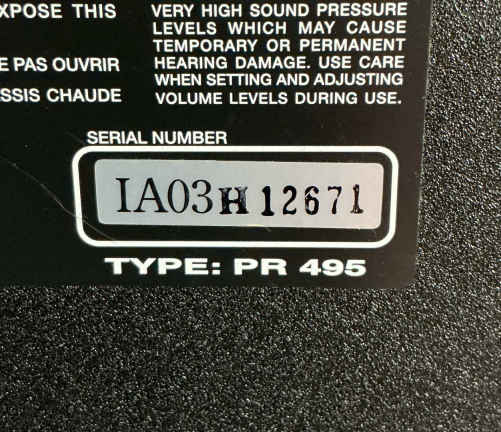 XPOSE THIS
E PAS OUVRIR
SSIS CHAUDE
VERY HIGH SOUND PRESSURE
LEVELS WHICH MAY CAUSE
TEMPORARY OR PERMANENT
HEARING DAMAGE. USE CARE
WHEN SETTING AND ADJUSTING
VOLUME LEVELS DURING USE.
SERIAL NUMBER
IA03H12671
TYPE: PR 495